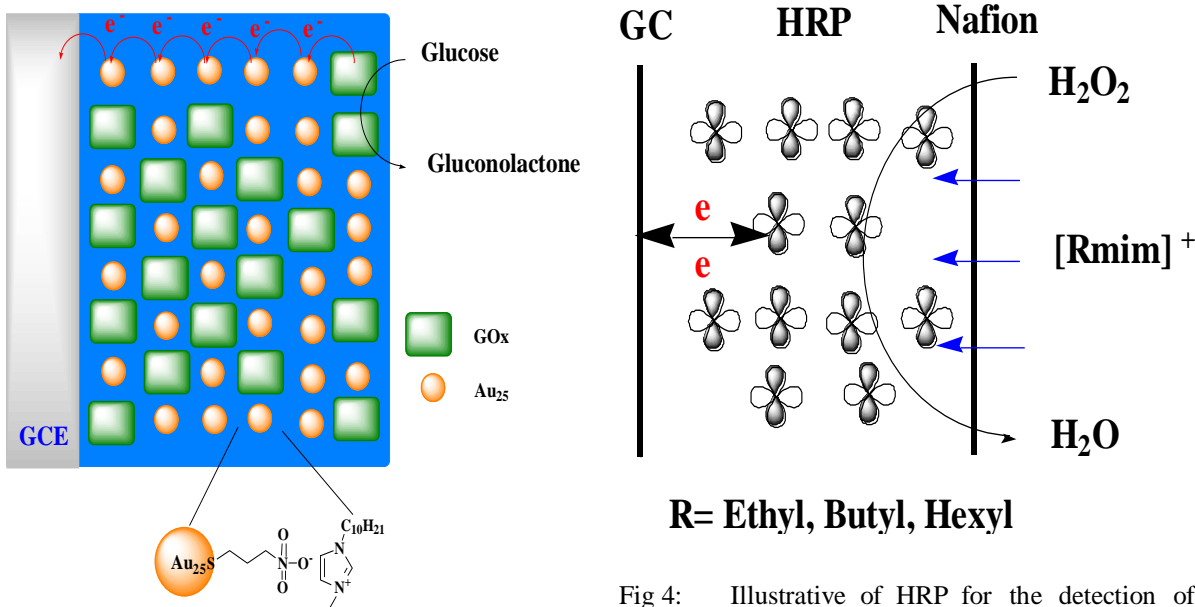 e⁻ e⁻ e⁻ e⁻ e⁻
Glucose
Gluconolactone
GOx
Au₂₅
GCE
C₁₀H₂₁
O
Au₂₅S N O⁻ N
O
N⁺
GC HRP Nafion
H₂O₂
e
[Rmim] ⁺
e
H₂O
R= Ethyl, Butyl, Hexyl
Fig 4: Illustrative of HRP for the detection of